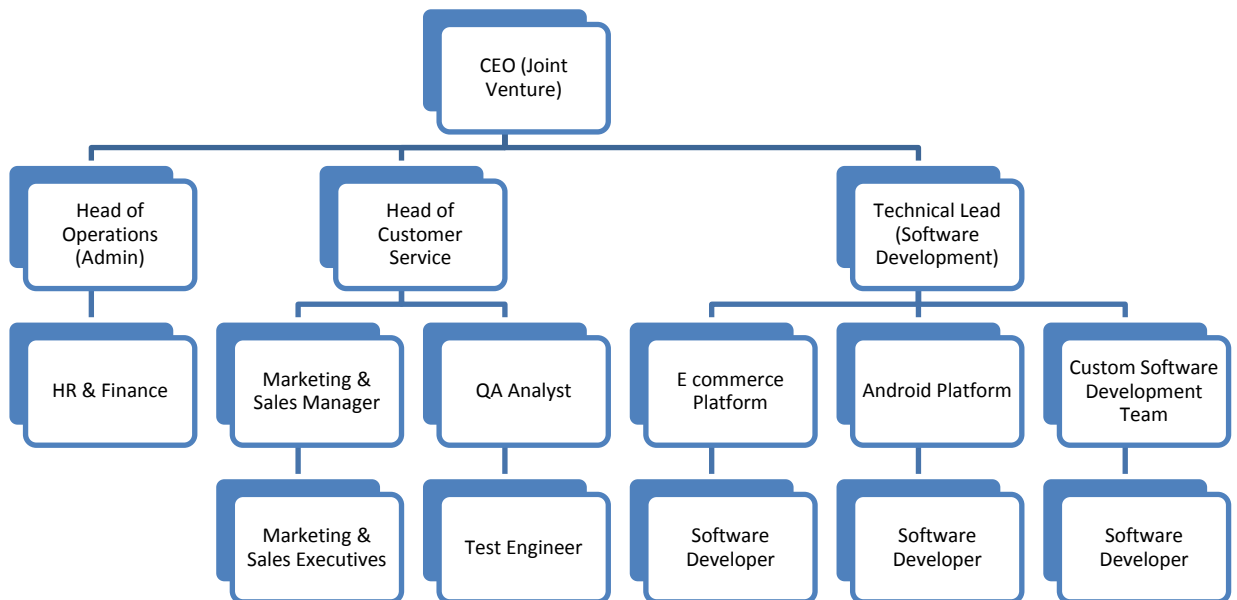 CEO (Joint
Venture)
Head of
Operations
(Admin)
Head of
Customer
Service
Technical Lead
(Software
Development)
HR & Finance
Marketing &
Sales Manager
QA Analyst
E commerce
Platform
Android Platform
Custom Software
Development
Team
Marketing &
Sales Executives
Test Engineer
Software
Developer
Software
Developer
Software
Developer